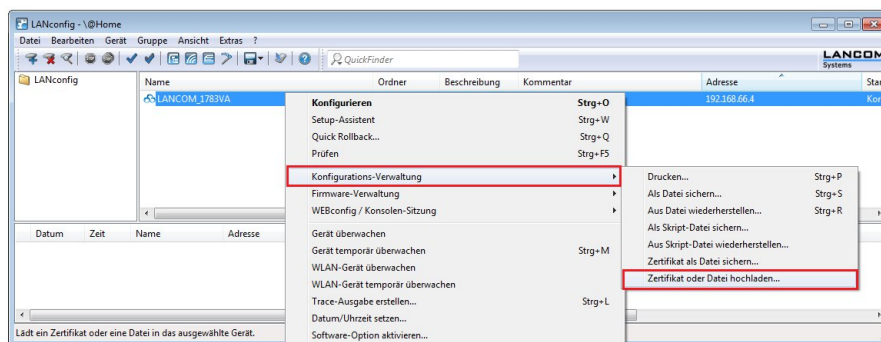 LANconfig - \@Home
Datei Bearbeiten Gerät Gruppe Ansicht Extras ?
QuickFinder
LANCOM
Systems
LANconfig
Name Ordner Beschreibung Kommentar Adresse
LANCOM_1783VA 192.168.66.4
Konfigurieren Strg+O
Setup-Assistent Strg+W
Quick Rollback... Strg+Q
Prüfen Strg+F5
Konfigurations-Verwaltung
Firmware-Verwaltung
WEBconfig / Konsolen-Sitzung
Drucken... Strg+P
Als Datei sichern... Strg+S
Aus Datei wiederherstellen... Strg+R
Als Skript-Datei sichern...
Aus Skript-Datei wiederherstellen...
Zertifikat als Datei sichern...
Zertifikat oder Datei hochladen...
Datum Zeit Name Adresse
Gerät überwachen
Gerät temporär überwachen Strg+M
WLAN-Gerät überwachen
WLAN-Gerät temporär überwachen
Trace-Ausgabe erstellen... Strg+L
Datum/Uhrzeit setzen...
Software-Option aktivieren...
Lädt ein Zertifikat oder eine Datei in das ausgewählte Gerät.